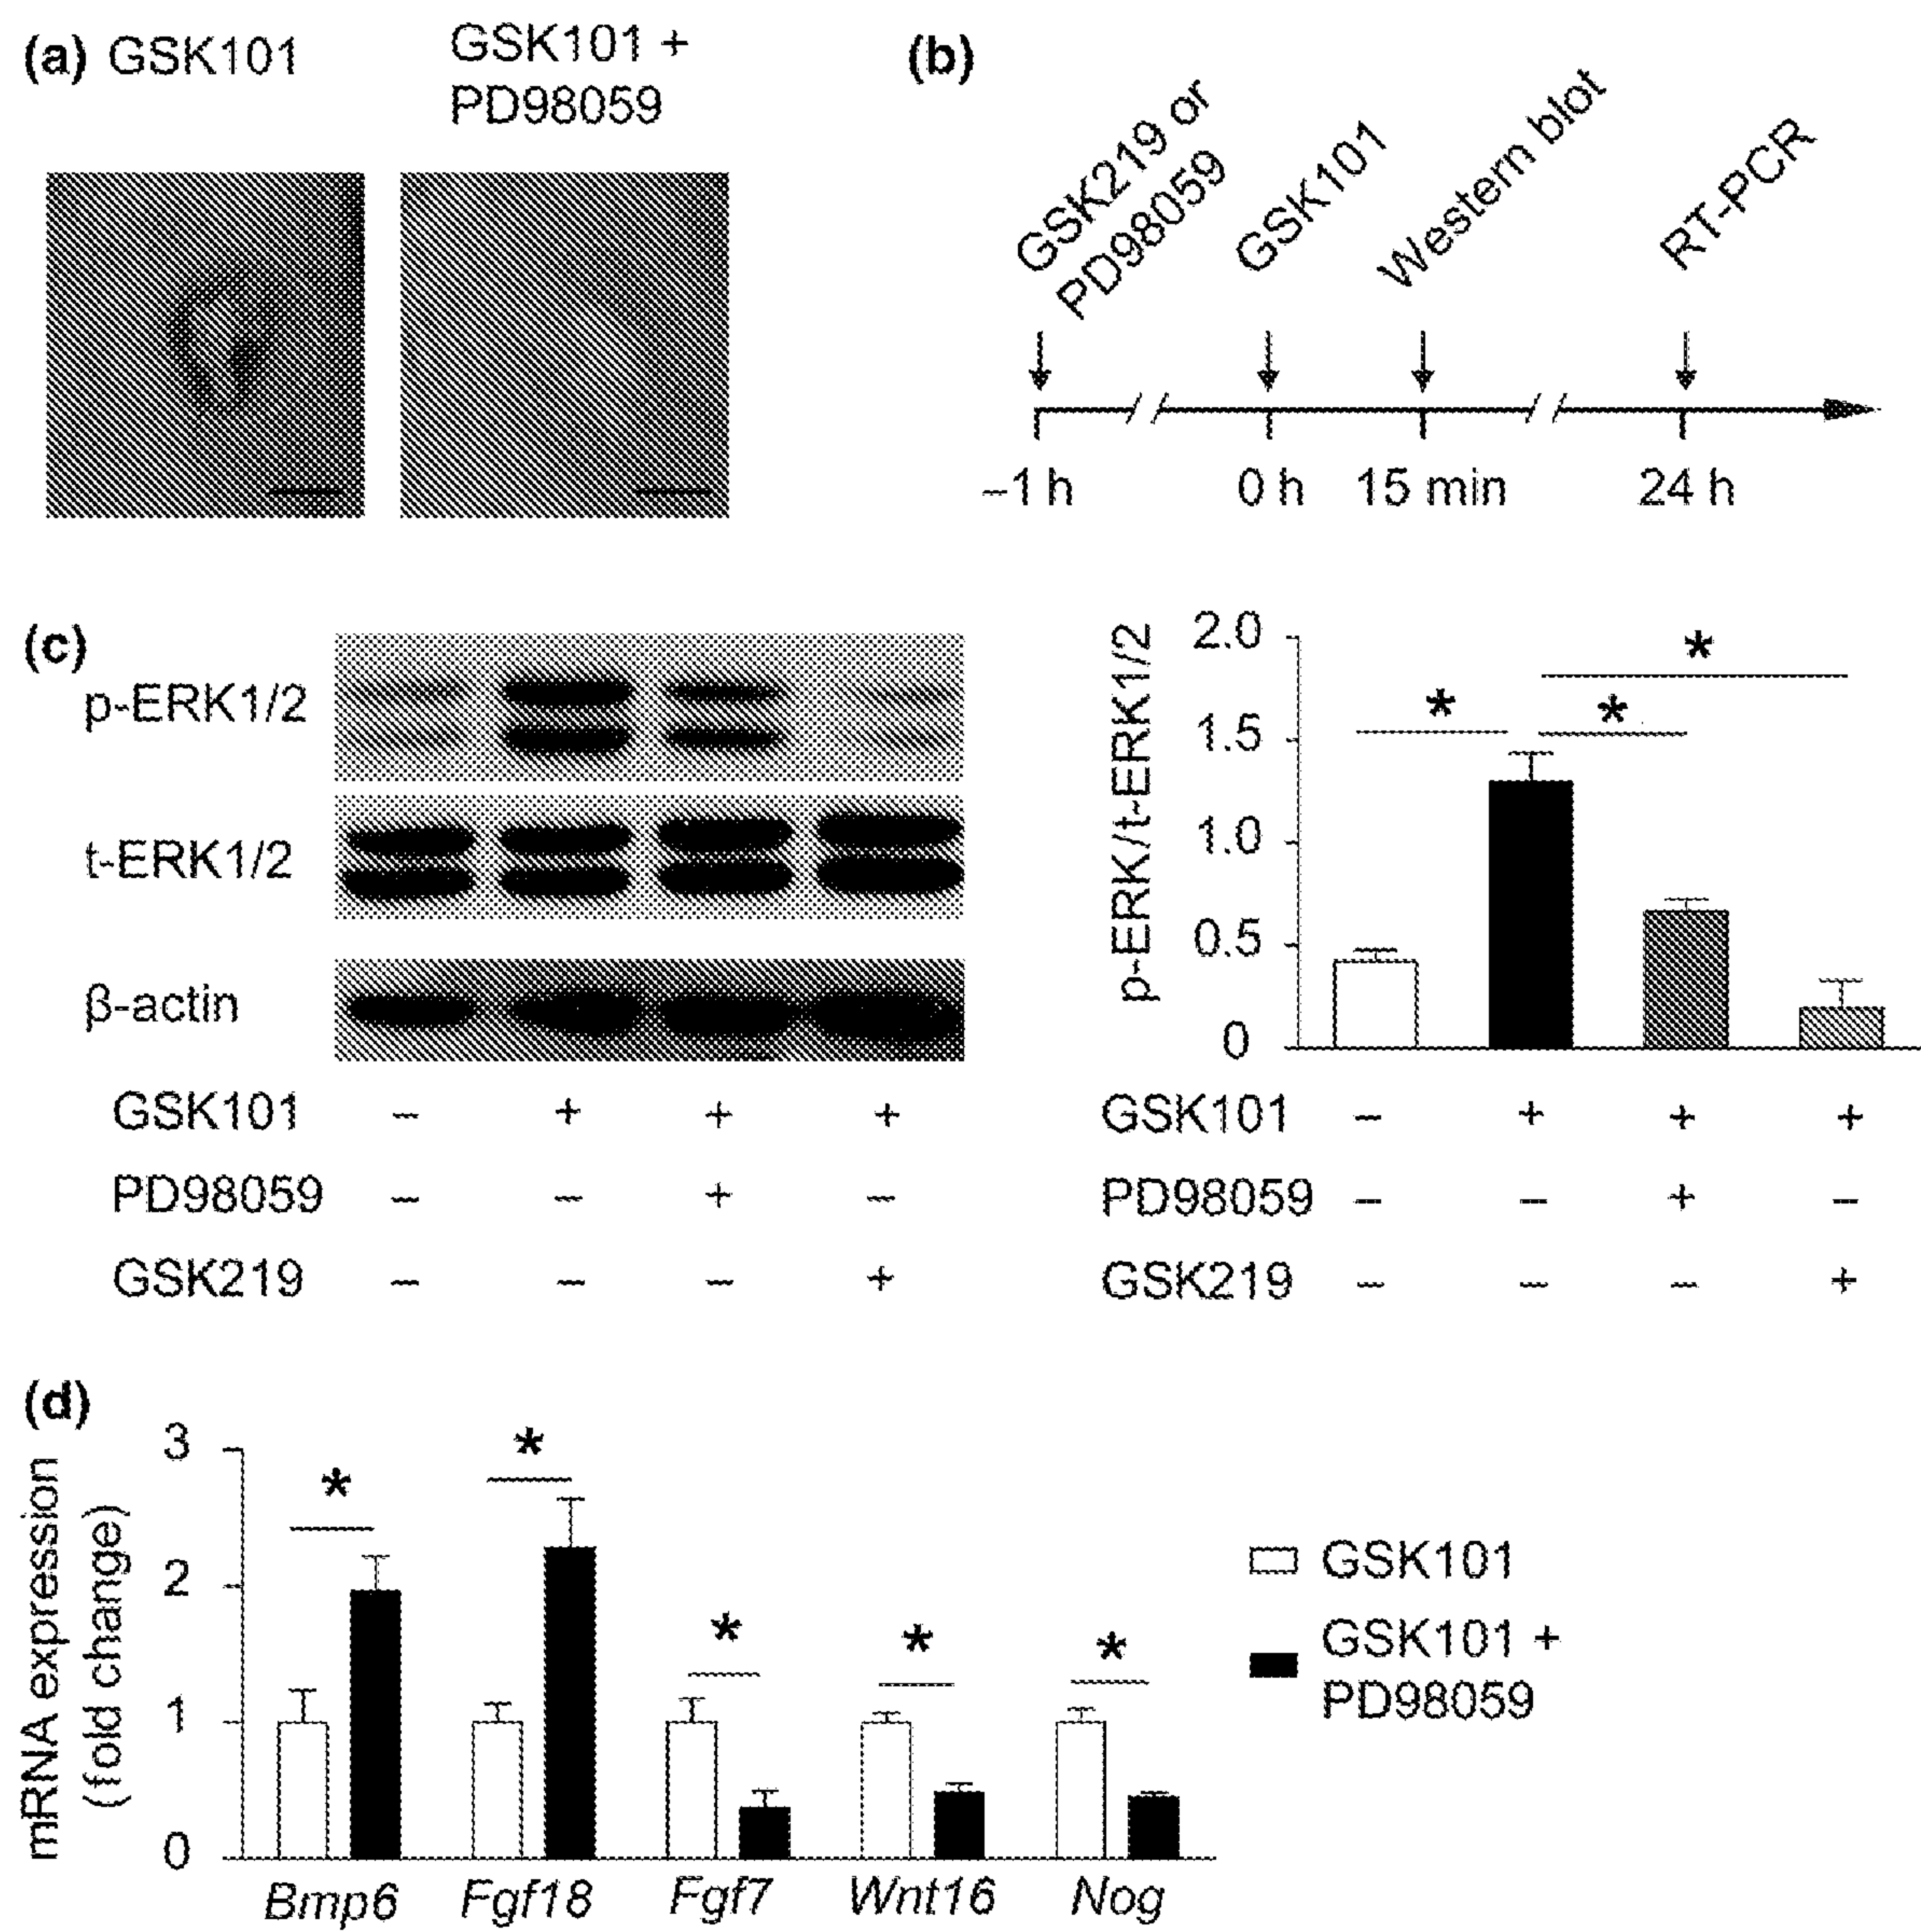 (a) GSK101
GSK101 +
PD98059
(b)
GSK219 or
PD98059
GSK101
Western blot
RT-PCR
–1 h
0 h
15 min
24 h
(c)
p-ERK1/2
t-ERK1/2
β-actin
GSK101 – + + +
PD98059 – – + –
GSK219 – – – +
p-ERK/t-ERK1/2
2.0
1.5
1.0
0.5
0
* * *
GSK101 – + + +
PD98059 – – + –
GSK219 – – – +
(d)
mRNA expression
(fold change)
3
2
1
0
* * * * *
Bmp6 Fgf18 Fgf7 Wnt16 Nog
GSK101
GSK101 +
PD98059